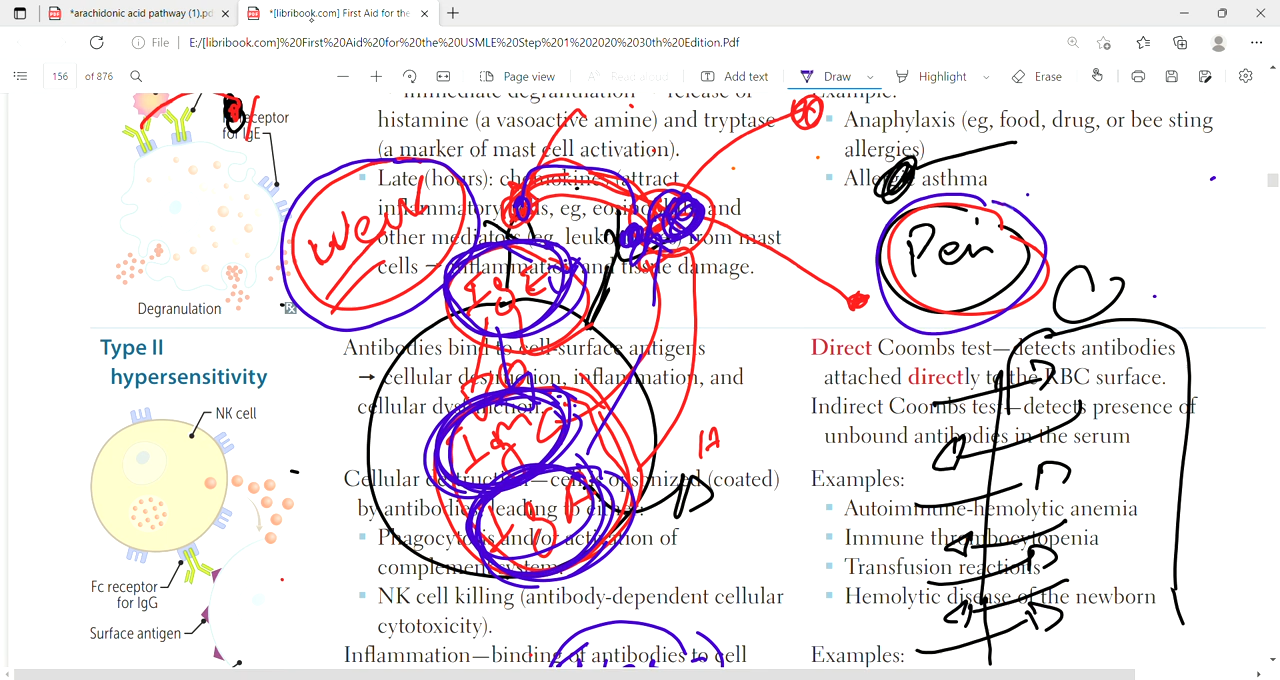 *arachidonic acid pathway (1).pd
*[libribook.com] First Aid for the
File
E:/[libribook.com]%20First%20Aid%20for%20the%20USMLE%20Step%201%202020%2030th%20Edition.Pdf
156 of 876
Page view
Read aloud
Add text
Draw
Highlight
Erase
receptor
for IgE
Degranulation
Immediate degranulation
release of
histamine (a vasoactive amine) and tryptase
(a marker of mast cell activation).
Late (hours): chemokines (attract
inflammatory
eg,
and
other mediators (eg,
from mast
cells → inflammation and tissue damage.
Example:
Anaphylaxis (eg, food, drug, or bee sting
allergies)
Allergic asthma
Went
IgE
IgG
IgA
Pen
Type II
hypersensitivity
NK cell
Fc receptor
for IgG
Surface antigen
Antibodies bind to cell-surface antigens
→ cellular destruction, inflammation, and
cellular dysfunction.
Cellular destruction—cell is opsonized (coated)
by antibodies, leading to either:
Phagocytosis and/or activation of
complement system.
NK cell killing (antibody-dependent cellular
cytotoxicity).
Inflammation—binding of antibodies to cell
Direct Coombs test—detects antibodies
attached directly to the RBC surface.
Indirect Coombs test—detects presence of
unbound antibodies in the serum
Examples:
Autoimmune-hemolytic anemia
Immune thrombocytopenia
Transfusion reactions
Hemolytic disease of the newborn
Examples: